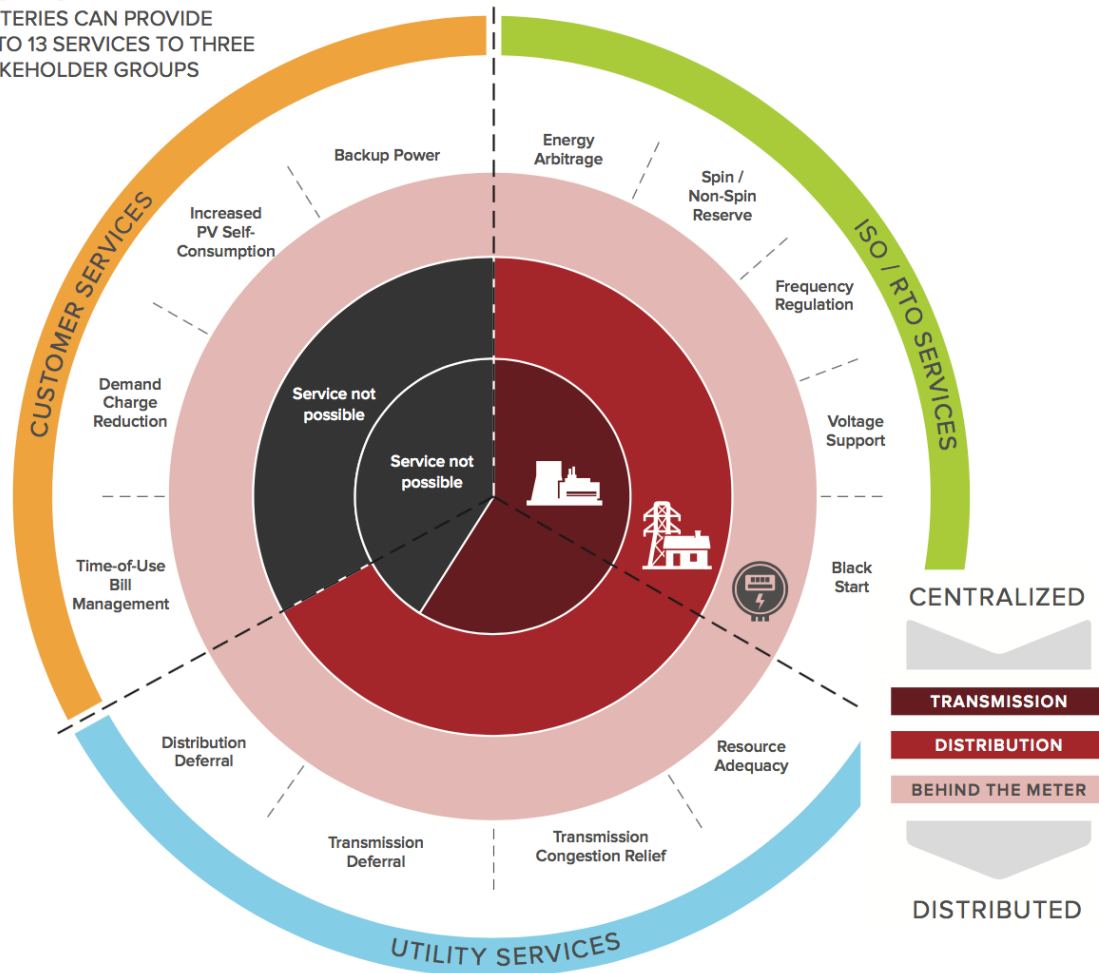 TERIES CAN PROVIDE
TO 13 SERVICES TO THREE
KEHOLDER GROUPS
CUSTOMER SERVICES
ISO / RTO SERVICES
UTILITY SERVICES
Backup Power
Energy
Arbitrage
Spin /
Non-Spin
Reserve
Increased
PV Self-
Consumption
Frequency
Regulation
Demand
Charge
Reduction
Service not
possible
Service not
possible
Voltage
Support
Time-of-Use
Bill
Management
Black
Start
Distribution
Deferral
Resource
Adequacy
Transmission
Deferral
Transmission
Congestion Relief
CENTRALIZED
TRANSMISSION
DISTRIBUTION
BEHIND THE METER
DISTRIBUTED